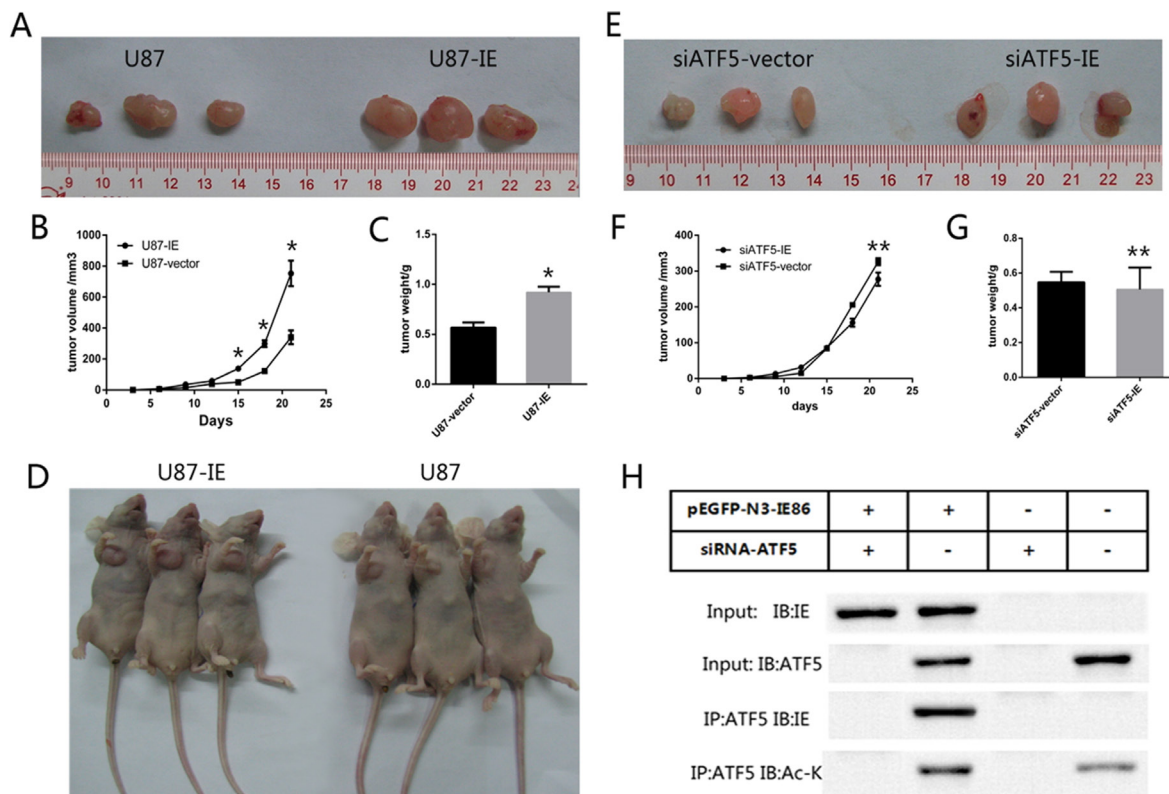 A
U87
U87-IE
9 10 11 12 13 14 15 16 17 18 19 20 21 22 23 24
E
siATF5-vector
siATF5-IE
9 10 11 12 13 14 15 16 17 18 19 20 21 22 23
B
U87-IE
U87-vector
tumor volume /mm3
1000
800
600
400
200
0
0 5 10 15 20 25
Days
*
*
*
C
tumor weight/g
1.5
1.0
0.5
0.0
*
U87-vector
U87-IE
F
siATF5-IE
siATF5-vector
tumor volume /mm3
400
300
200
100
0
0 5 10 15 20 25
days
**
G
tumor weight/g
0.8
0.6
0.4
0.2
0.0
**
siATF5-vector
siATF5-IE
D
U87-IE
U87
H
pEGFP-N3-IE86 + + - -
siRNA-ATF5 + - + -
Input: IB:IE
Input: IB:ATF5
IP:ATF5 IB:IE
IP:ATF5 IB:Ac-K